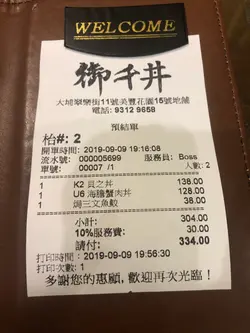 WELCOME
御千丼
大埔翠樂街11號美豐花園15號地舖
電話: 9312 9658
預結單
枱#: 2
開單時間: 2019-09-09 19:16:08
流水號: 000005699 服務員: Boss
單號: 00007 /1 人數: 2
1 K2 貝之丼 138.00
1 U6 海膽蟹肉丼 128.00
1 焗三文魚鮫 38.00
小計: 304.00
10%服務費: 30.00
請付: 334.00
打印時間: 2019-09-09 19:56:30
打印次數: 1
多謝您的惠顧, 歡迎再次光臨!